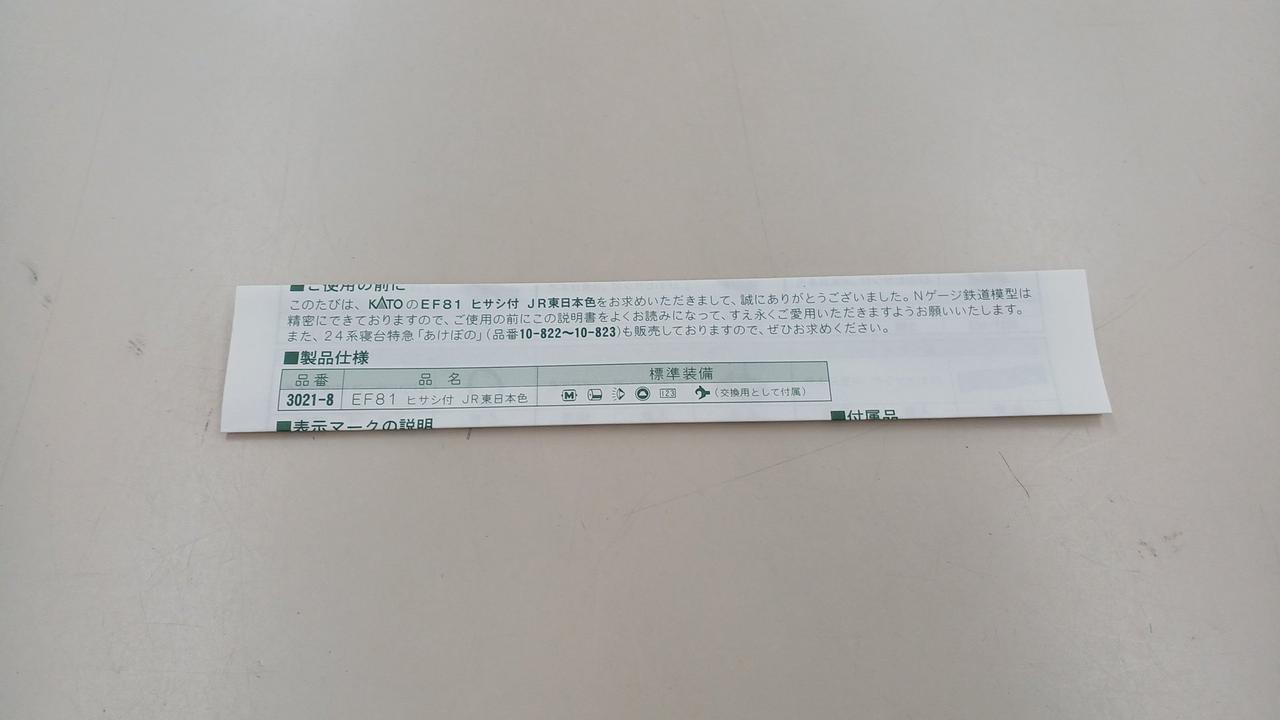 ■ご使用の前に
このたびは、KATOのEF81 ヒサシ付 JR東日本色をお求めいただきまして、誠にありがとうございました。Nゲージ鉄道模型は
精密にできておりますので、ご使用の前にこの説明書をよくお読みになって、すえ永くご愛用いただきますようお願いいたします。
また、24系寝台特急「あけぼの」(品番10-822〜10-823)も販売しておりますので、ぜひお求めください。
■製品仕様
品番 品名 標準装備
3021-8 EF81 ヒサシ付 JR東日本色 M 123 (交換用として付属)
■表示マークの説明
■付属品